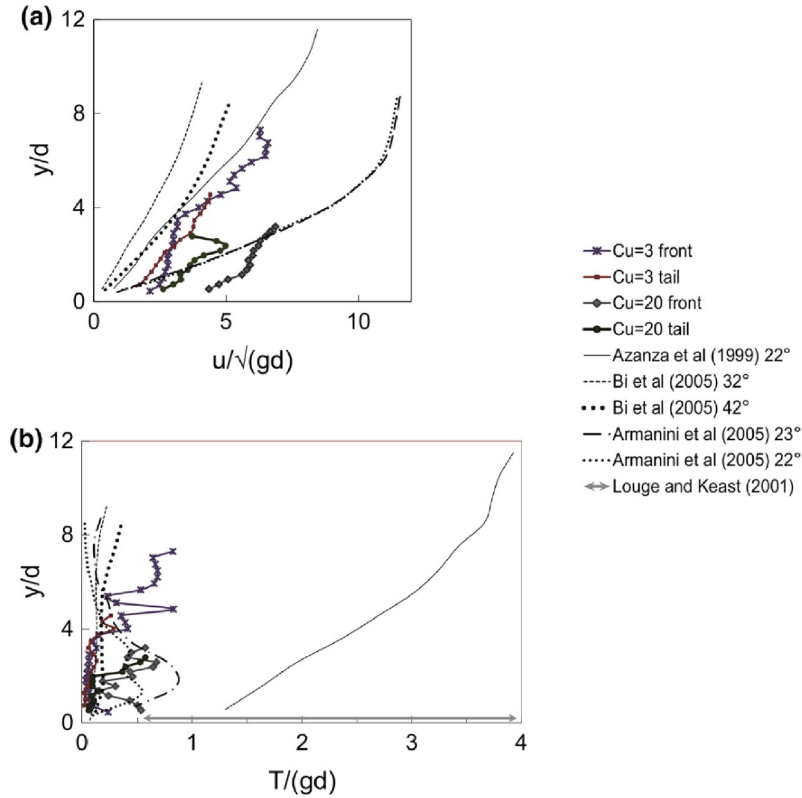 (a)
12
8
4
0
y/d
0 5 10
u/√(gd)
(b)
12
8
4
0
y/d
0 1 2 3 4
T/(gd)
Cu=3 front
Cu=3 tail
Cu=20 front
Cu=20 tail
Azanza et al (1999) 22°
Bi et al (2005) 32°
Bi et al (2005) 42°
Armanini et al (2005) 23°
Armanini et al (2005) 22°
Louge and Keast (2001)